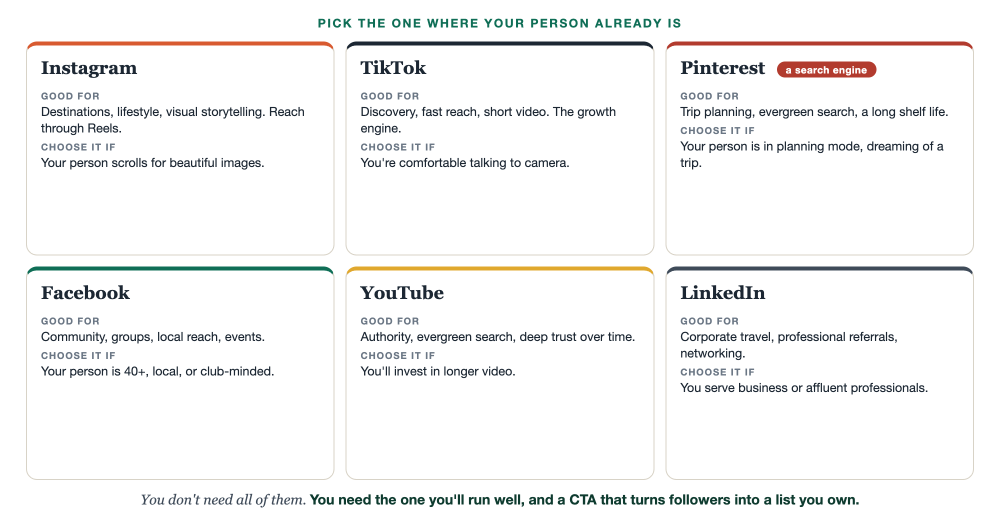 PICK THE ONE WHERE YOUR PERSON ALREADY IS
Instagram
GOOD FOR
Destinations, lifestyle, visual storytelling. Reach
through Reels.
CHOOSE IT IF
Your person scrolls for beautiful images.
TikTok
GOOD FOR
Discovery, fast reach, short video. The growth
engine.
CHOOSE IT IF
You're comfortable talking to camera.
Pinterest a search engine
GOOD FOR
Trip planning, evergreen search, a long shelf life.
CHOOSE IT IF
Your person is in planning mode, dreaming of a
trip.
Facebook
GOOD FOR
Community, groups, local reach, events.
CHOOSE IT IF
Your person is 40+, local, or club-minded.
YouTube
GOOD FOR
Authority, evergreen search, deep trust over time.
CHOOSE IT IF
You'll invest in longer video.
LinkedIn
GOOD FOR
Corporate travel, professional referrals,
networking.
CHOOSE IT IF
You serve business or affluent professionals.
You don't need all of them. You need the one you'll run well, and a CTA that turns followers into a list you own.